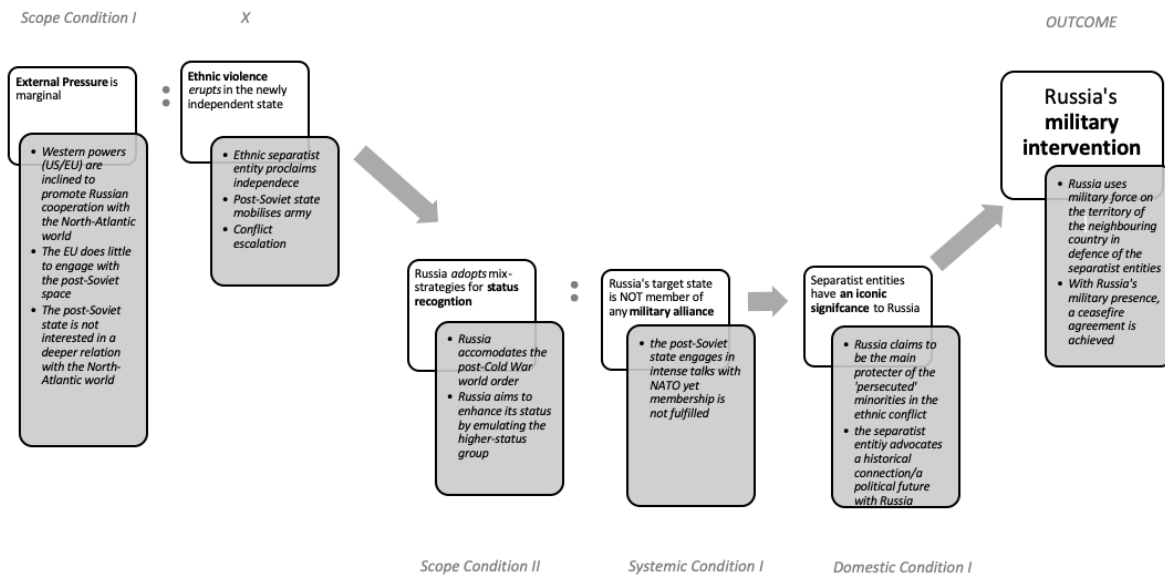 Scope Condition I
X
OUTCOME
External Pressure is
marginal
:
Ethnic violence
erupts in the newly
independent state
Russia's
military
intervention
• Western powers
(US/EU) are
inclined to
promote Russian
cooperation with
the North-Atlantic
world
• The EU does little
to engage with
the post-Soviet
space
• The post-Soviet
state is not
interested in a
deeper relation
with the North-
Atlantic world
• Ethnic separatist
entity proclaims
independece
• Post-Soviet state
mobilises army
• Conflict
escalation
• Russia uses
military force on
the territory of
the neighbouring
country in
defence of the
separatist entities
• With Russia's
military presence,
a ceasefire
agreement is
achieved
Russia adopts mix-
strategies for status
recogntion
:
Russia's target state
is NOT member of
any military alliance
Separatist entities
have an iconic
signifcance to Russia
• Russia
accomodates the
post-Cold War
world order
• Russia aims to
enhance its status
by emulating the
higher-status
group
• the post-Soviet
state engages in
intense talks with
NATO yet
membership is
not fulfilled
• Russia claims to
be the main
protecter of the
'persecuted'
minorities in the
ethnic conflict
• the separatist
entitiy advocates
a historical
connection/a
political future
with Russia
Scope Condition II
Systemic Condition I
Domestic Condition I